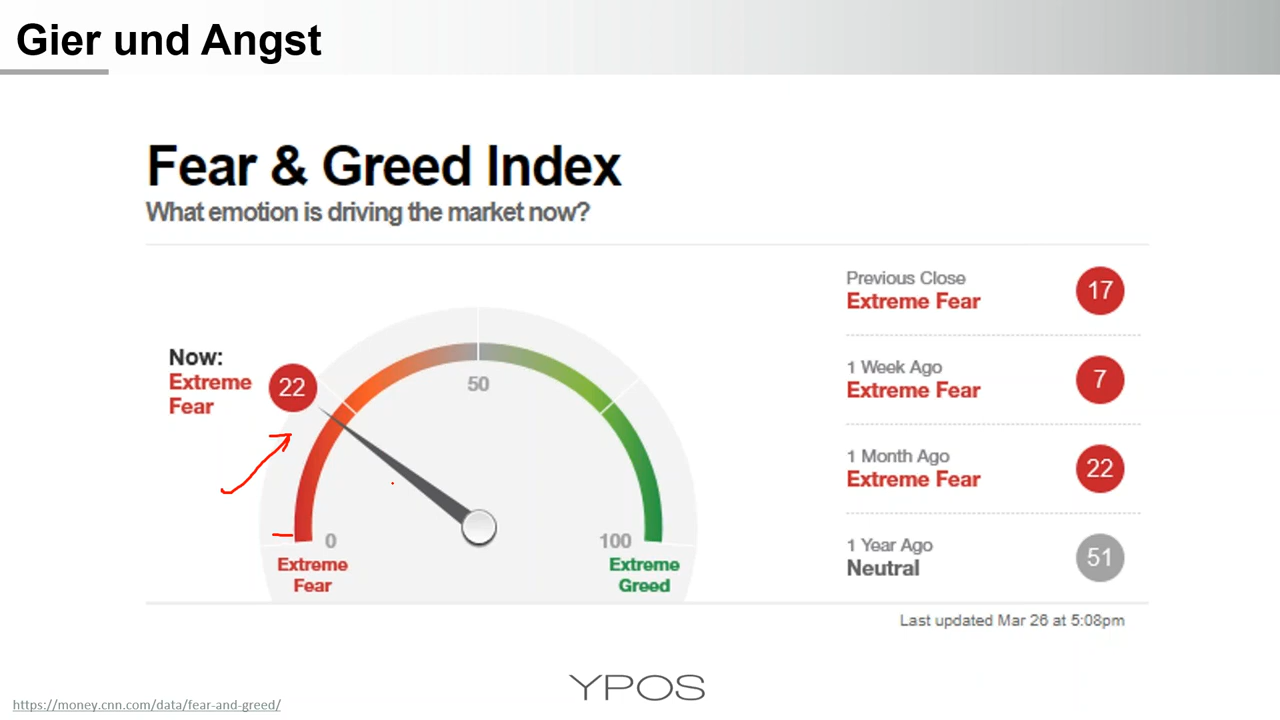 Gier und Angst
Fear & Greed Index
What emotion is driving the market now?
Now:
Extreme
Fear
22
50
0
100
Extreme
Fear
Extreme
Greed
Previous Close
Extreme Fear
17
1 Week Ago
Extreme Fear
7
1 Month Ago
Extreme Fear
22
1 Year Ago
Neutral
51
Last updated Mar 26 at 5:08pm
YPOS
https://money.cnn.com/data/fear-and-greed/